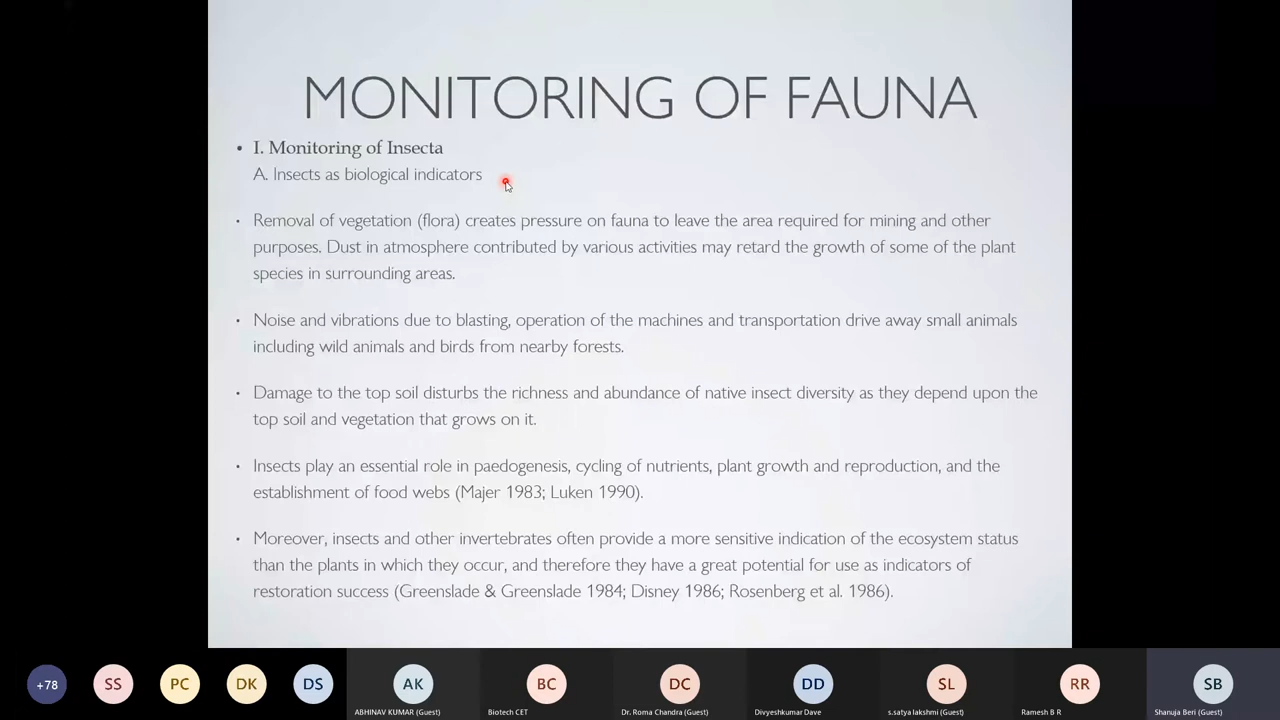 MONITORING OF FAUNA
• I. Monitoring of Insecta
A. Insects as biological indicators
• Removal of vegetation (flora) creates pressure on fauna to leave the area required for mining and other
purposes. Dust in atmosphere contributed by various activities may retard the growth of some of the plant
species in surrounding areas.
• Noise and vibrations due to blasting, operation of the machines and transportation drive away small animals
including wild animals and birds from nearby forests.
• Damage to the top soil disturbs the richness and abundance of native insect diversity as they depend upon the
top soil and vegetation that grows on it.
• Insects play an essential role in paedogenesis, cycling of nutrients, plant growth and reproduction, and the
establishment of food webs (Majer 1983; Luken 1990).
• Moreover, insects and other invertebrates often provide a more sensitive indication of the ecosystem status
than the plants in which they occur, and therefore they have a great potential for use as indicators of
restoration success (Greenslade & Greenslade 1984; Disney 1986; Rosenberg et al. 1986).
+78 SS PC DK DS AK BC DC DD SL RR SB
ABHINAV KUMAR (Guest) Biotech CET Dr. Roma Chandra (Guest) Divyeshkumar Dave s.satya lakshmi (Guest) Ramesh B R Shanuja Beri (Guest)